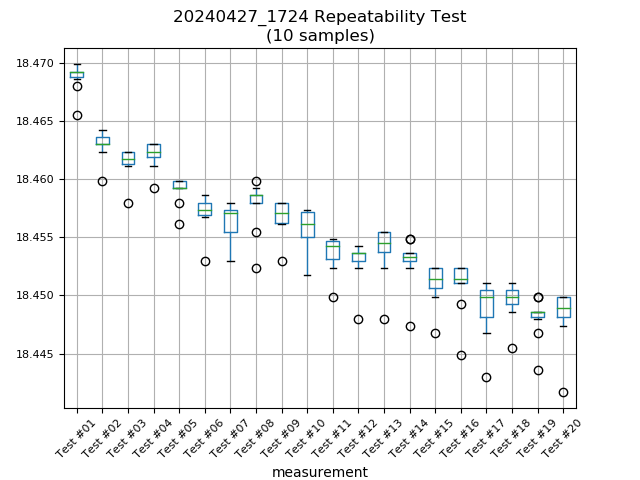 20240427_1724 Repeatability Test
(10 samples)
18.470
18.465
18.460
18.455
18.450
18.445
Test #01
Test #02
Test #03
Test #04
Test #05
Test #06
Test #07
Test #08
Test #09
Test #10
Test #11
Test #12
Test #13
Test #14
Test #15
Test #16
Test #17
Test #18
Test #19
Test #20
measurement